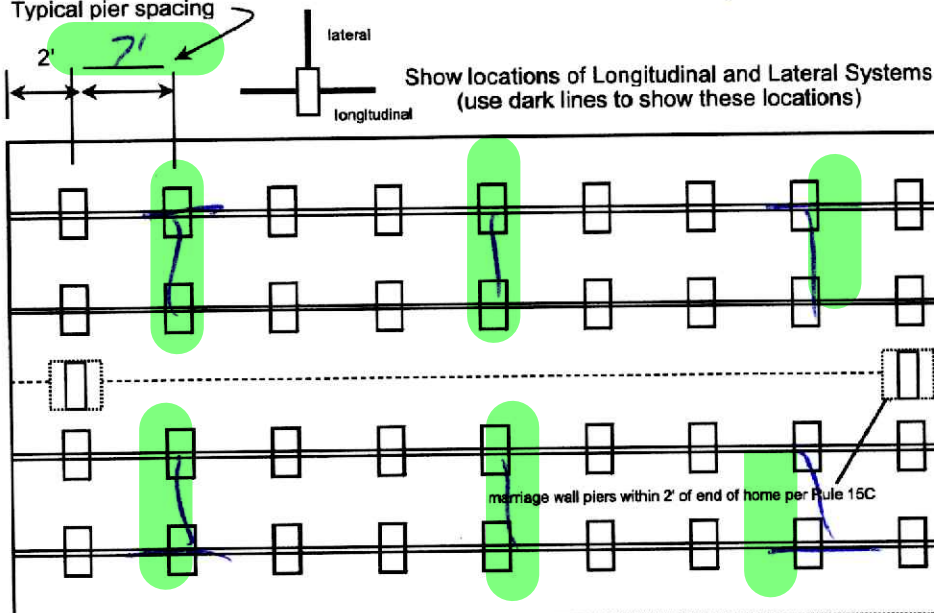 Typical pier spacing
2' 7'
lateral
longitudinal
Show locations of Longitudinal and Lateral Systems
(use dark lines to show these locations)
marriage wall piers within 2' of end of home per Rule 15C